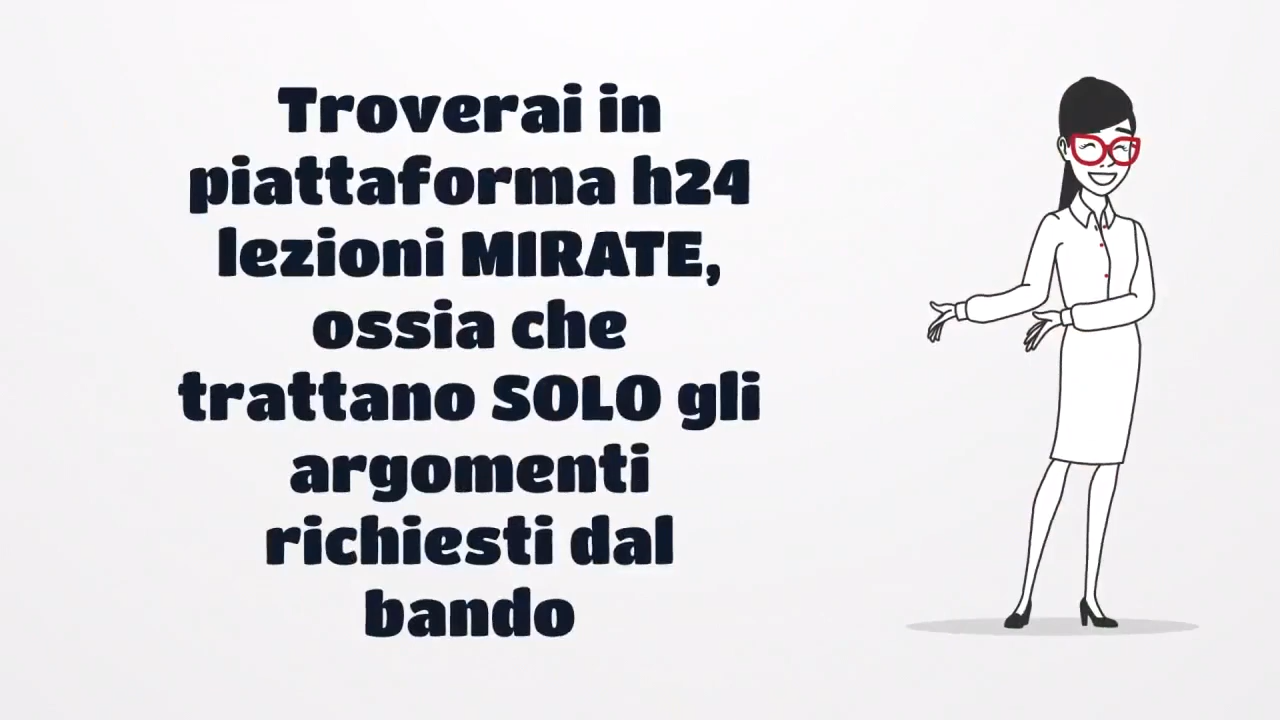 Troverai in
piattaforma h24
lezioni MIRATE,
ossia che
trattano SOLO gli
argomenti
richiesti dal
bando